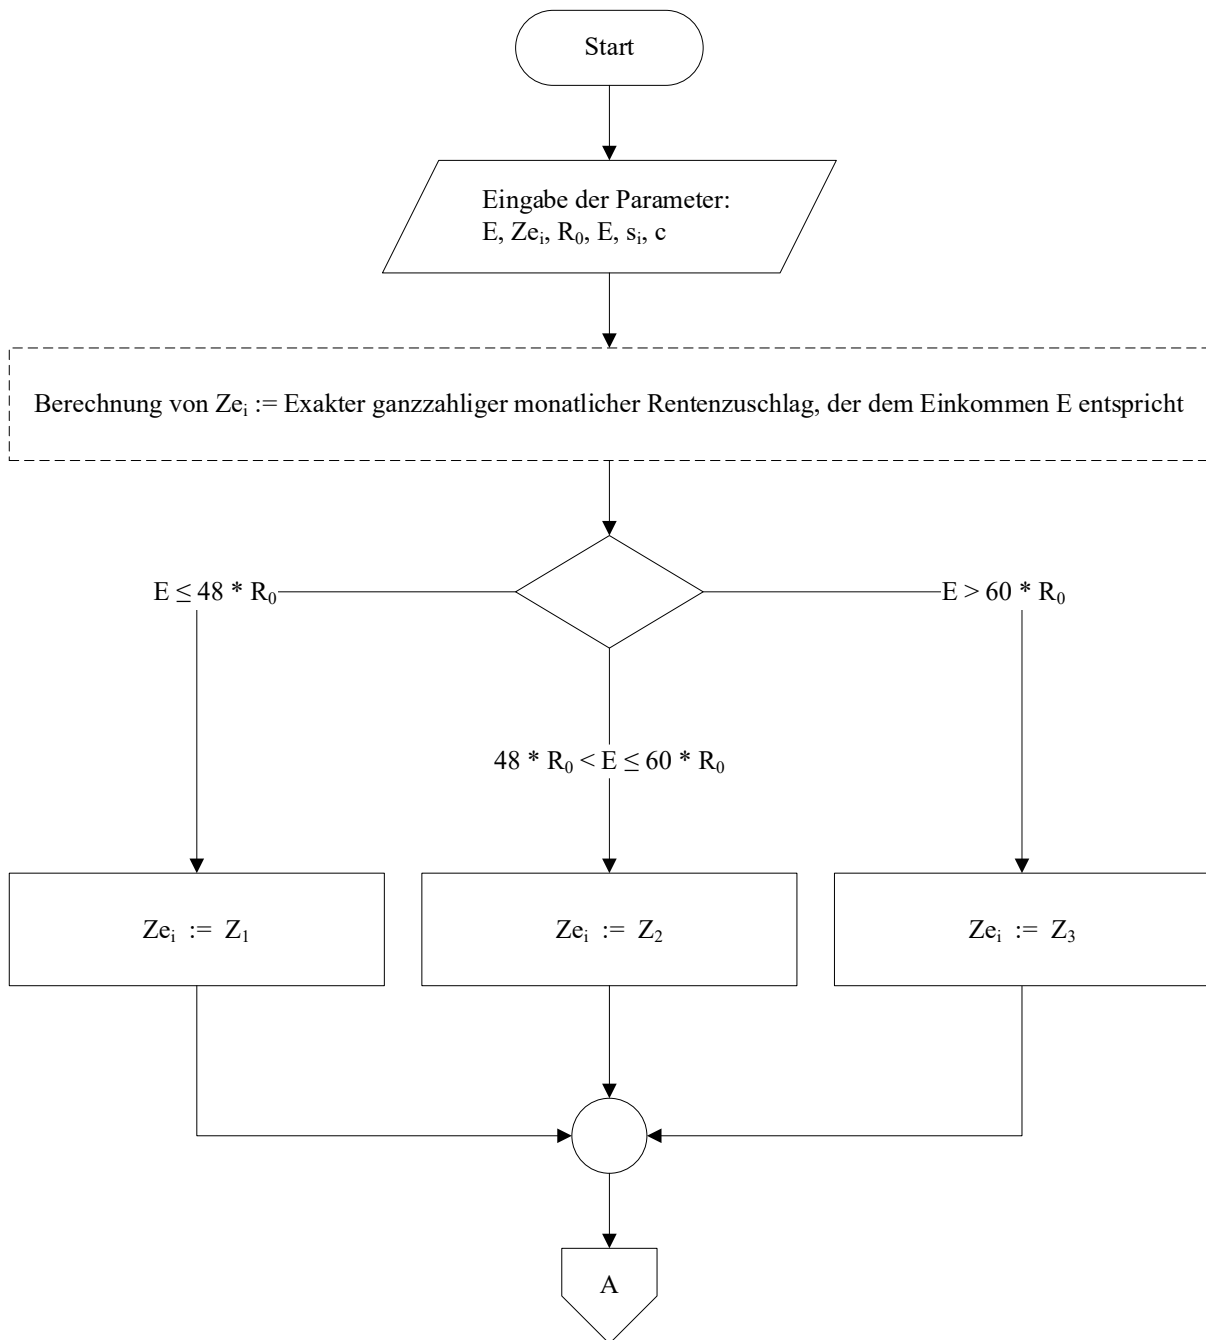 Start
Eingabe der Parameter:
E, Zeᵢ, R₀, E, sᵢ, c
Berechnung von Zeᵢ := Exakter ganzzahliger monatlicher Rentenzuschlag, der dem Einkommen E entspricht
E ≤ 48 * R₀
E > 60 * R₀
48 * R₀ < E ≤ 60 * R₀
Zeᵢ := Z₁
Zeᵢ := Z₂
Zeᵢ := Z₃
A